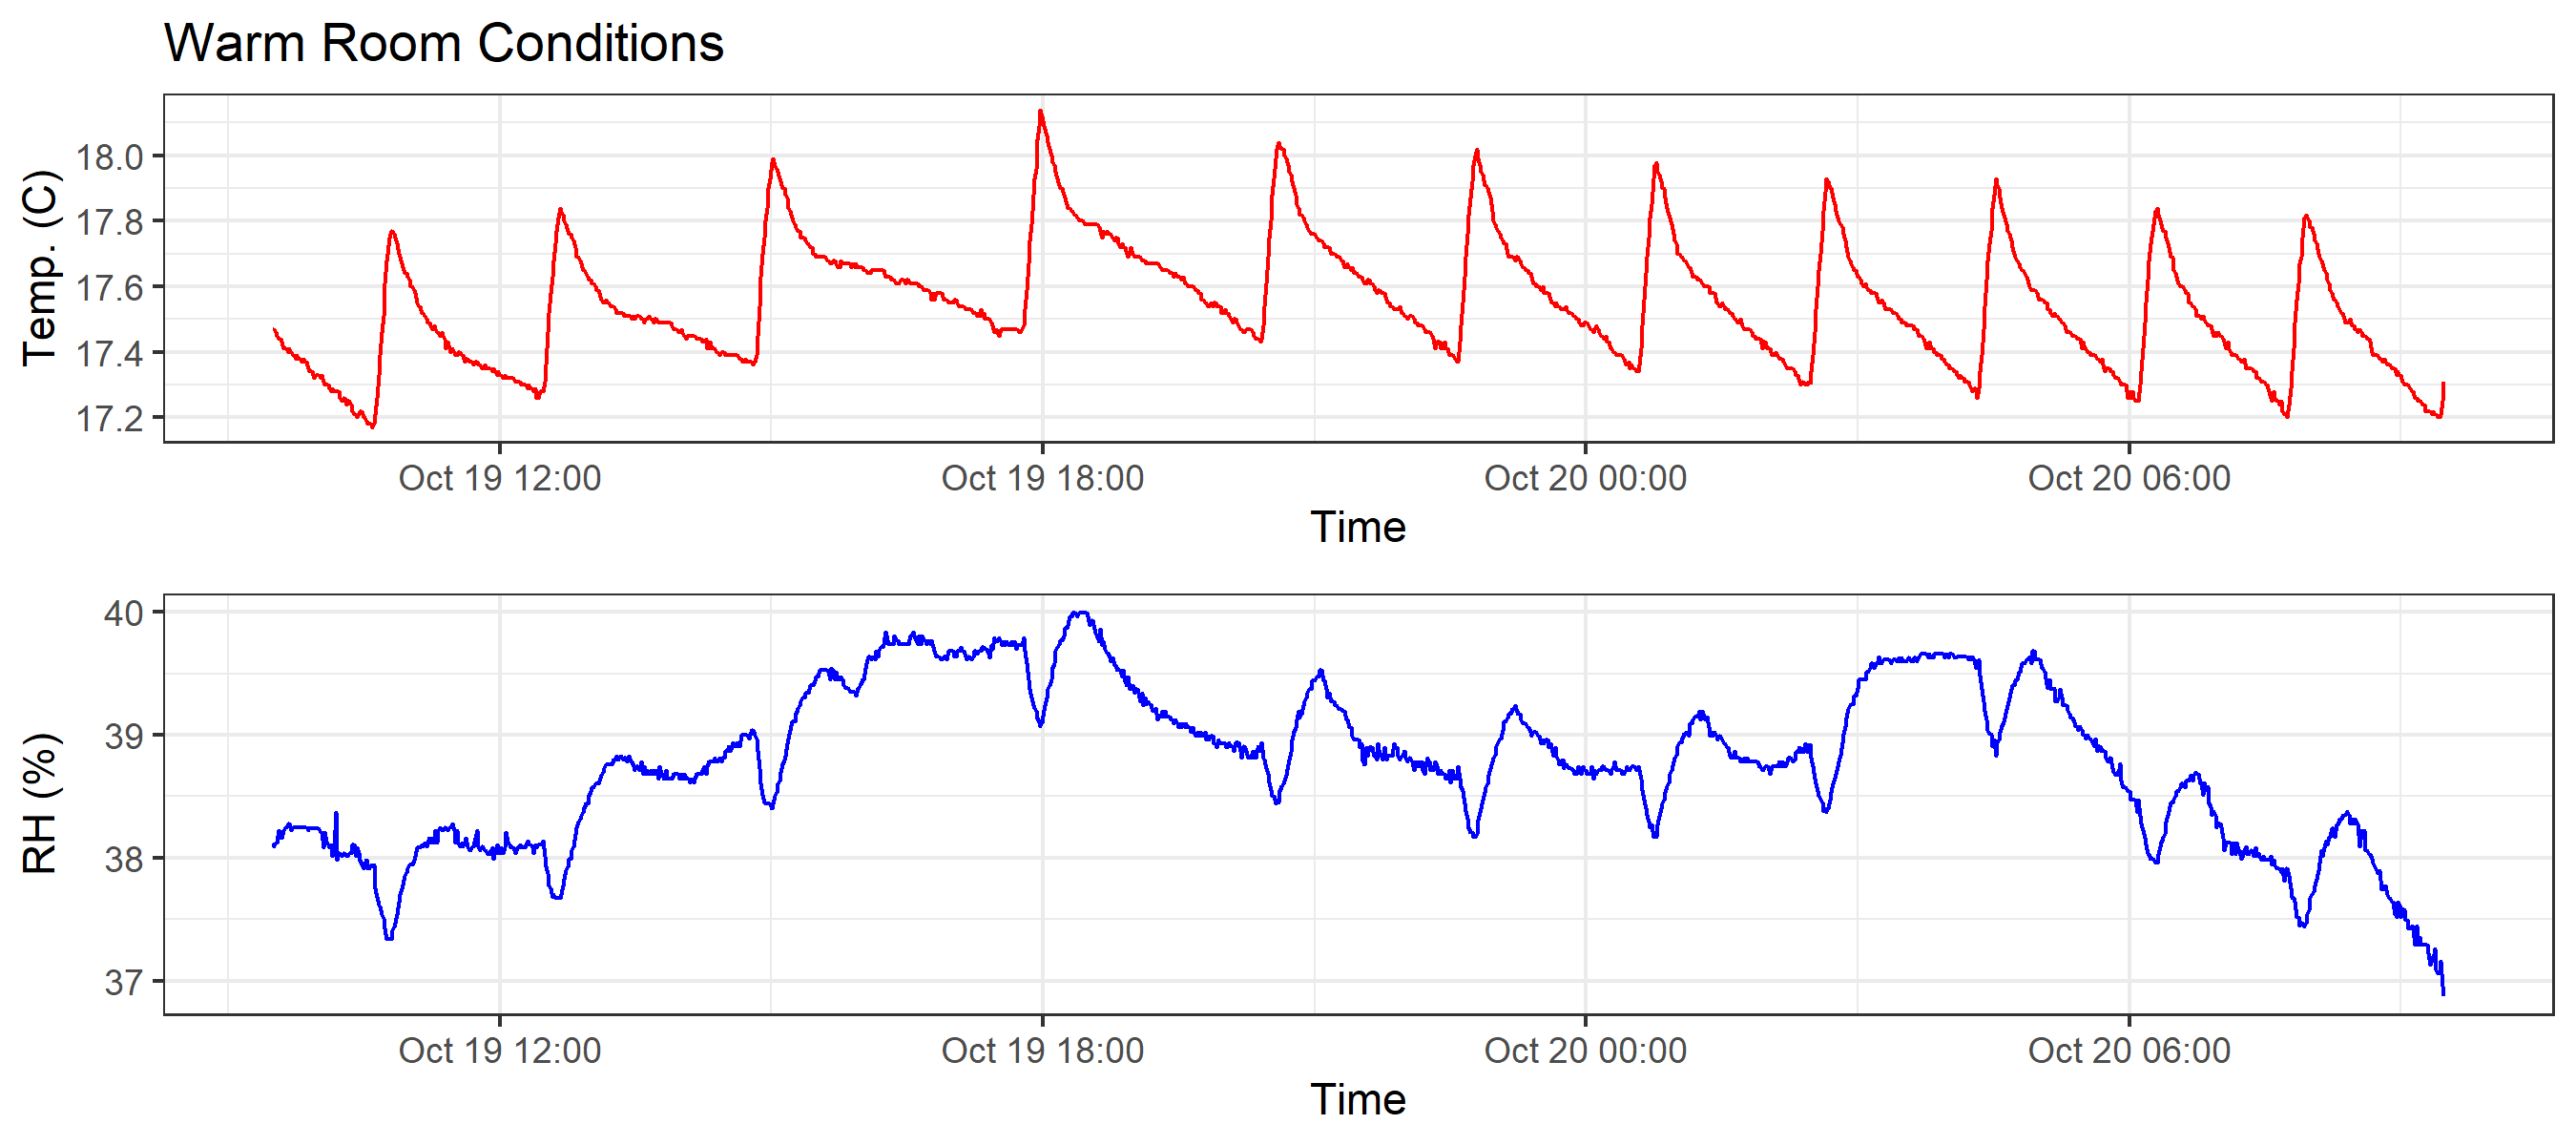 Warm Room Conditions
Temp. (C)
18.0
17.8
17.6
17.4
17.2
Oct 19 12:00 Oct 19 18:00 Oct 20 00:00 Oct 20 06:00
Time
RH (%)
40
39
38
37
Oct 19 12:00 Oct 19 18:00 Oct 20 00:00 Oct 20 06:00
Time